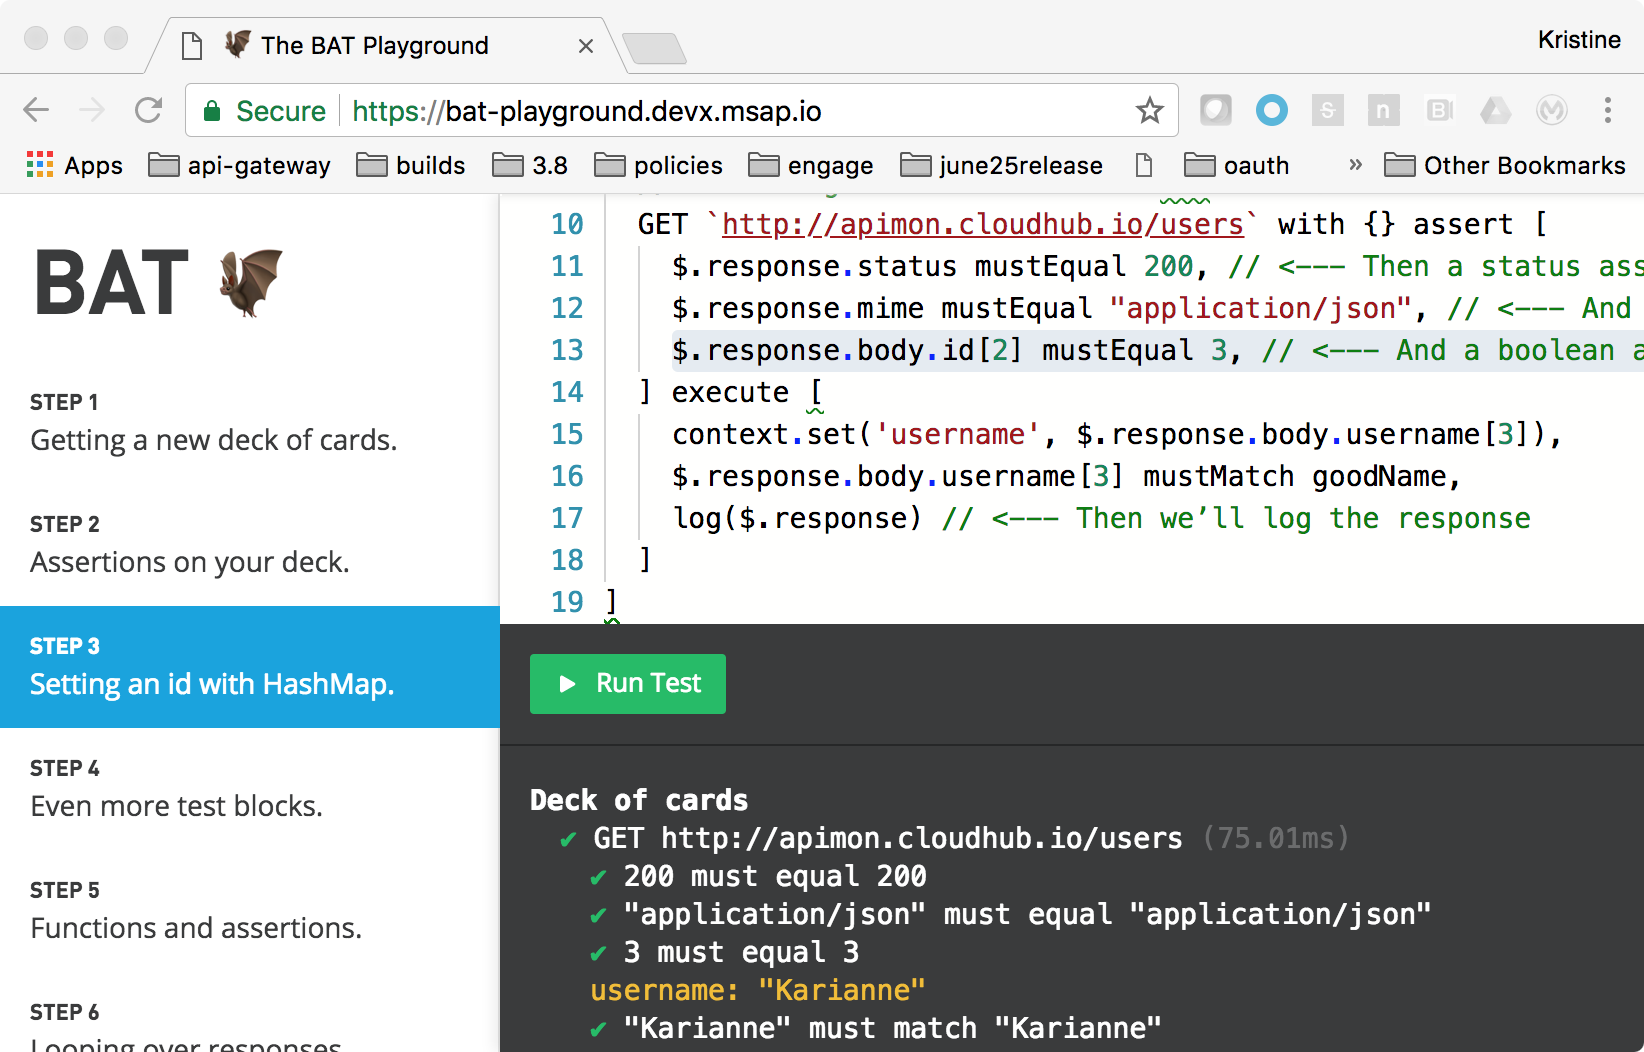 The BAT Playground
Kristine
Secure https://bat-playground.devx.msap.io
Apps api-gateway builds 3.8 policies engage june25release oauth » Other Bookmarks
BAT
STEP 1
Getting a new deck of cards.
STEP 2
Assertions on your deck.
STEP 3
Setting an id with HashMap.
STEP 4
Even more test blocks.
STEP 5
Functions and assertions.
STEP 6
Looping over responses
10 GET `http://apimon.cloudhub.io/users` with {} assert [
11 $.response.status mustEqual 200, // <--- Then a status ass
12 $.response.mime mustEqual "application/json", // <--- And
13 $.response.body.id[2] mustEqual 3, // <--- And a boolean a
14 ] execute [
15 context.set('username', $.response.body.username[3]),
16 $.response.body.username[3] mustMatch goodName,
17 log($.response) // <--- Then we’ll log the response
18 ]
19 ]
Run Test
Deck of cards
✔ GET http://apimon.cloudhub.io/users (75.01ms)
✔ 200 must equal 200
✔ "application/json" must equal "application/json"
✔ 3 must equal 3
username: "Karianne"
✔ "Karianne" must match "Karianne"